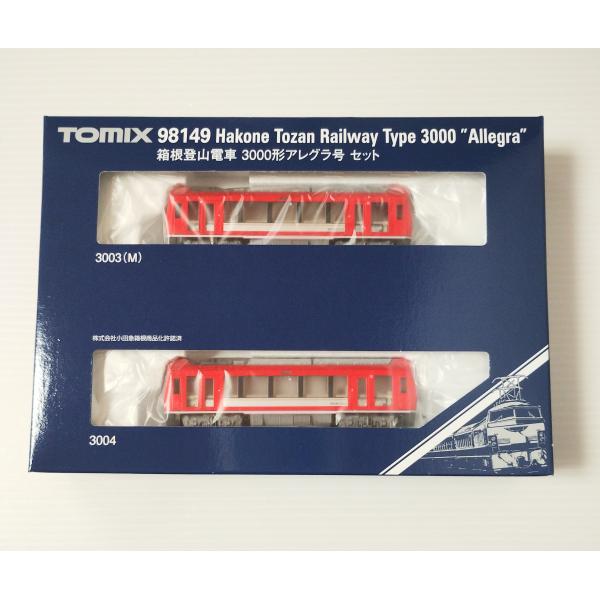 TOMIX 98149 Hakone Tozan Railway Type 3000 "Allegra"
箱根登山電車 3000形アレグラ号 セット
3003(M)
株式会社小田急箱根商品化許諾済
3004